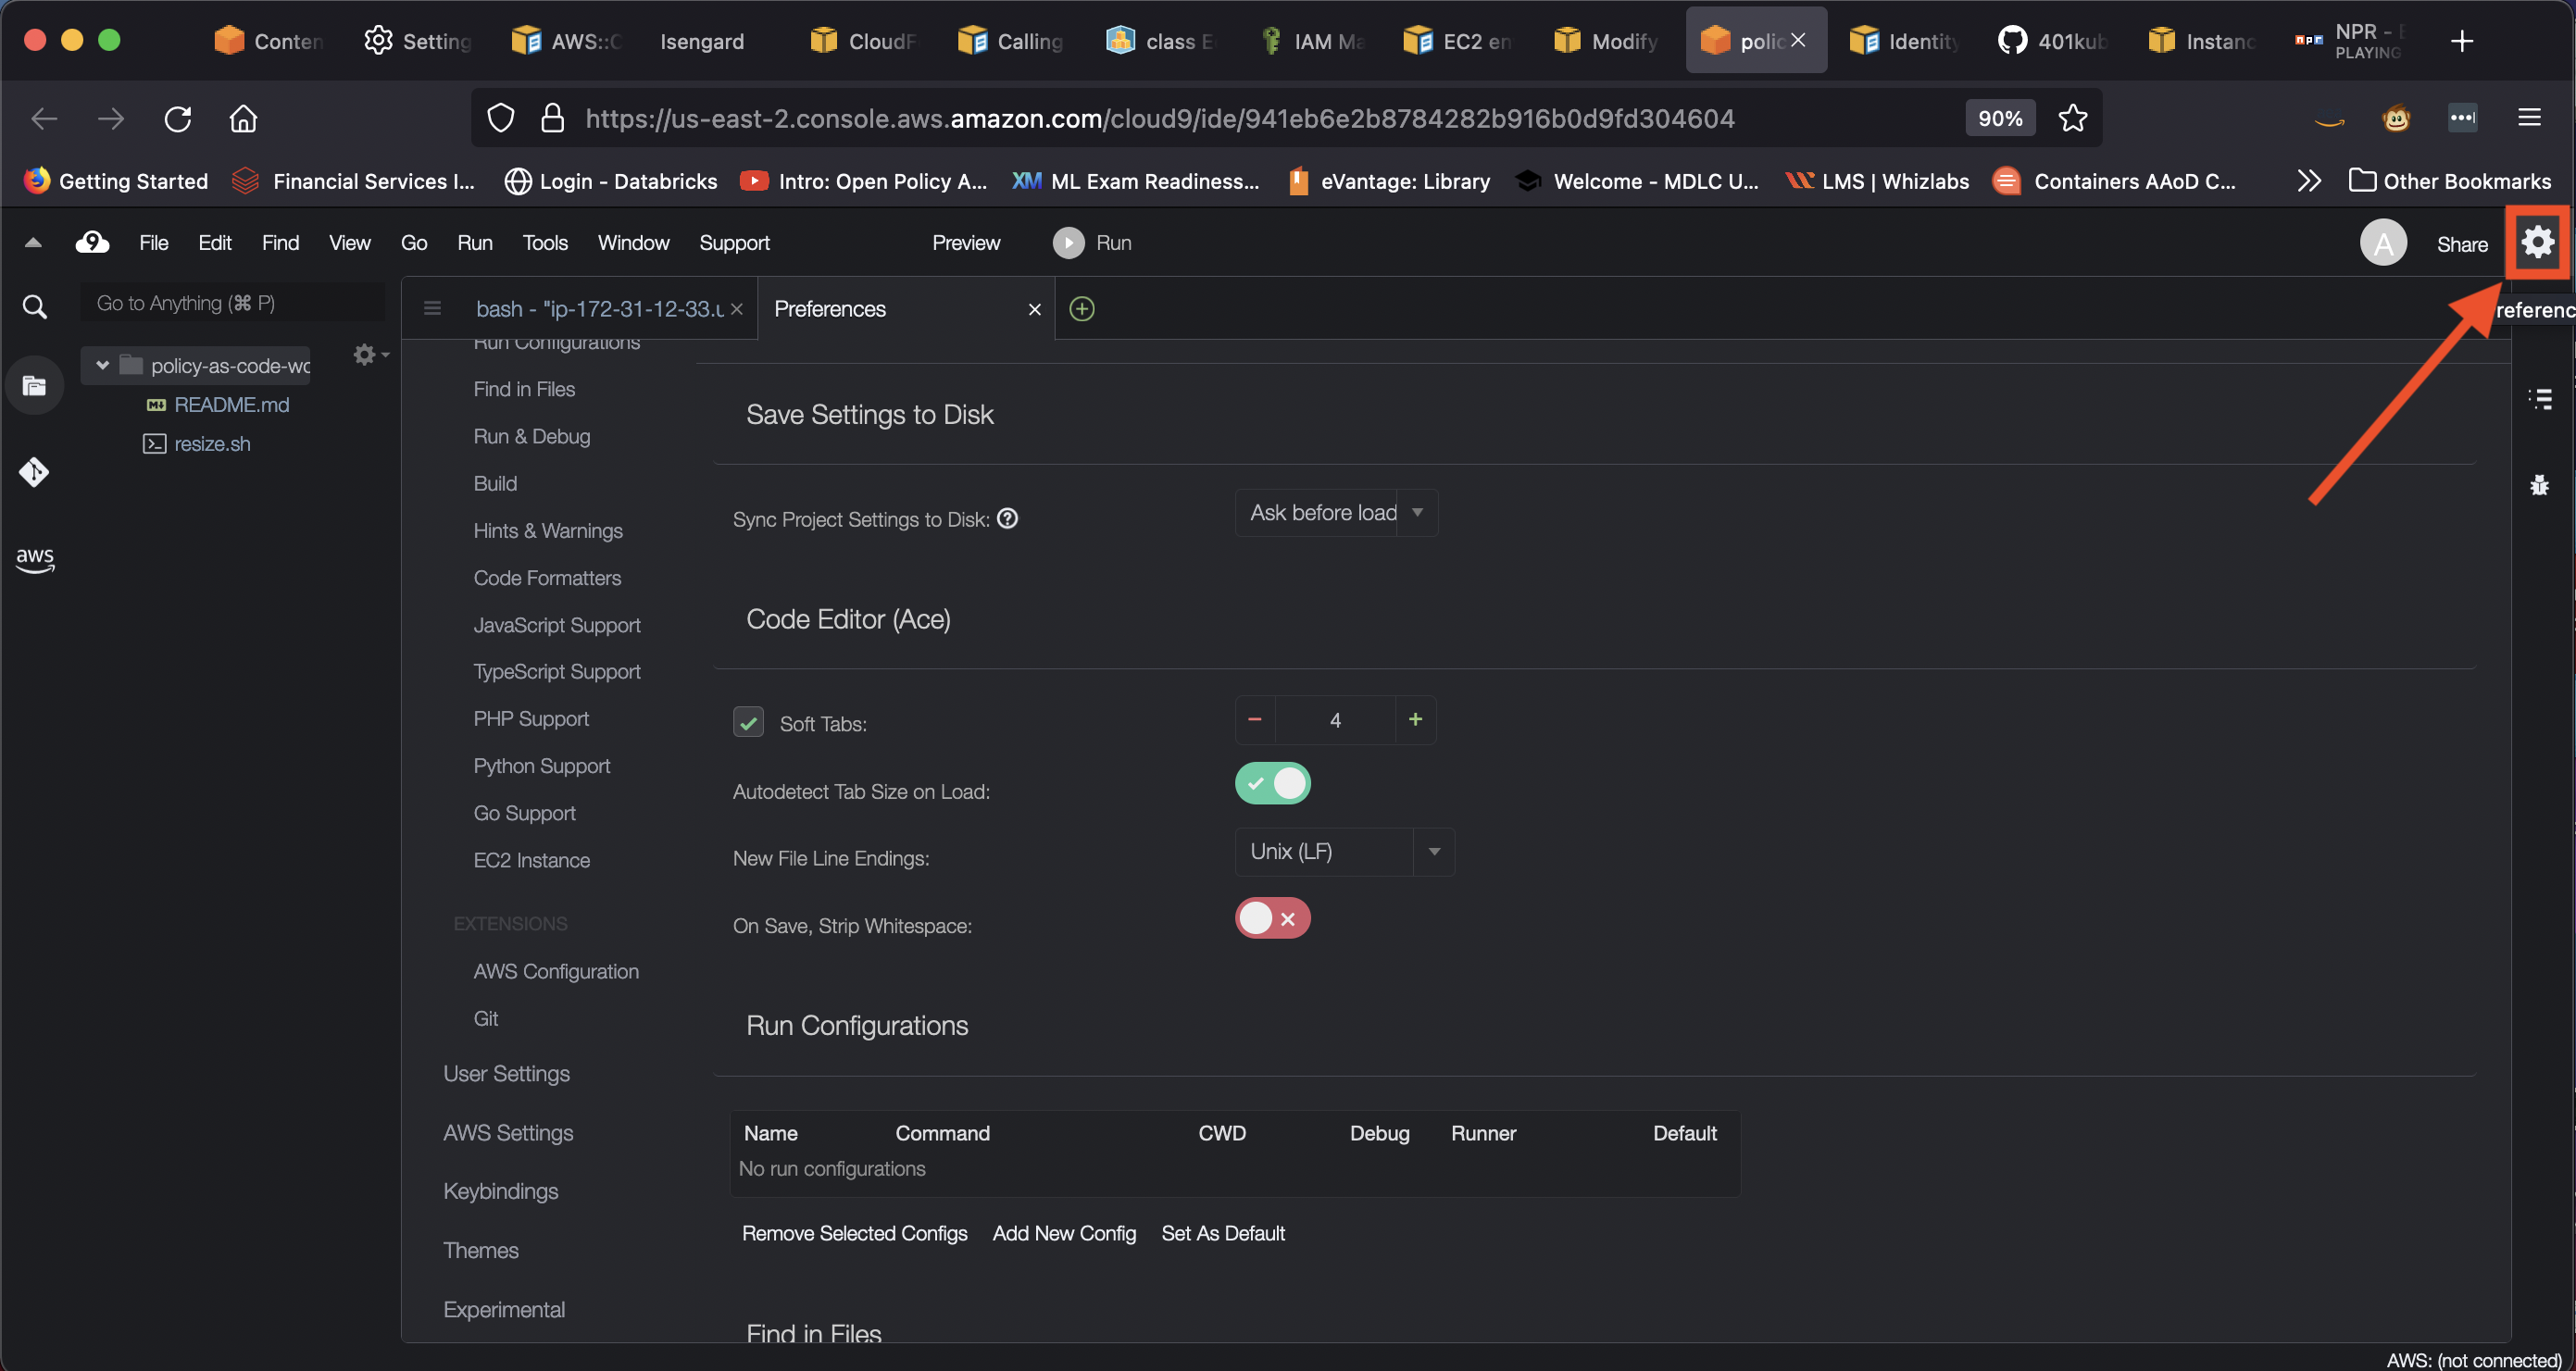 Conten
Setting
AWS::C
Isengard
CloudF
Calling
class E
IAM Ma
EC2 en
Modify
polic
Identity
401kub
Instanc
npr
NPR - E
PLAYING
https://us-east-2.console.aws.amazon.com/cloud9/ide/941eb6e2b8784282b916b0d9fd304604
90%
Getting Started
Financial Services I...
Login - Databricks
Intro: Open Policy A...
XM ML Exam Readiness...
eVantage: Library
Welcome - MDLC U...
LMS | Whizlabs
Containers AAoD C...
Other Bookmarks
9 File Edit Find View Go Run Tools Window Support Preview Run
A Share
Go to Anything (⌘ P)
bash - "ip-172-31-12-33.u
Preferences
referenc
policy-as-code-wo
README.md
resize.sh
aws
Run Configurations
Find in Files
Run & Debug
Build
Hints & Warnings
Code Formatters
JavaScript Support
TypeScript Support
PHP Support
Python Support
Go Support
EC2 Instance
EXTENSIONS
AWS Configuration
Git
User Settings
AWS Settings
Keybindings
Themes
Experimental
Save Settings to Disk
Sync Project Settings to Disk: ? Ask before load
Code Editor (Ace)
Soft Tabs: − 4 +
Autodetect Tab Size on Load:
New File Line Endings: Unix (LF)
On Save, Strip Whitespace:
Run Configurations
Name Command CWD Debug Runner Default
No run configurations
Remove Selected Configs Add New Config Set As Default
Find in Files
AWS: (not connected)